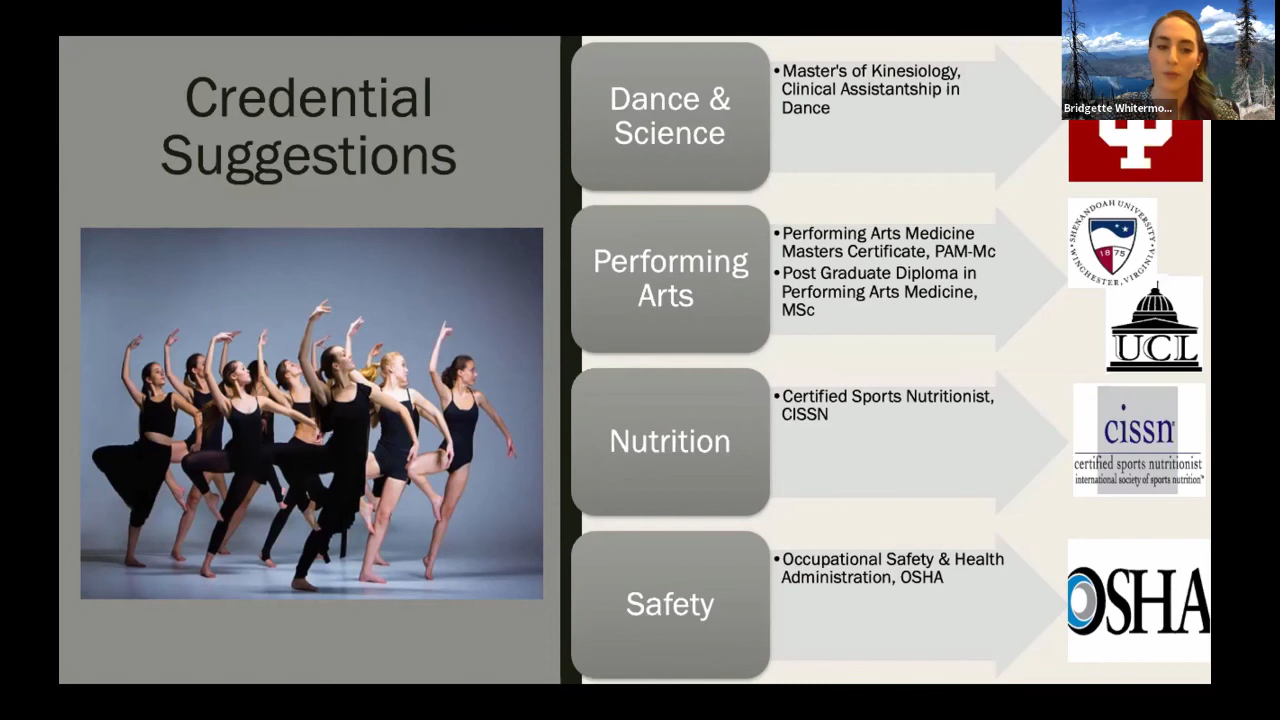 Credential
Suggestions
Dance &
Science
•Master's of Kinesiology,
Clinical Assistantship in
Dance
Bridgette Whitermo...
Performing
Arts
•Performing Arts Medicine
Masters Certificate, PAM-Mc
•Post Graduate Diploma in
Performing Arts Medicine,
MSc
•SHENANDOAH UNIVERSITY•
WINCHESTER, VIRGINIA
1875
UCL
Nutrition
•Certified Sports Nutritionist,
CISSN
cissn
certified sports nutritionist
international society of sports nutrition™
Safety
•Occupational Safety & Health
Administration, OSHA
OSHA